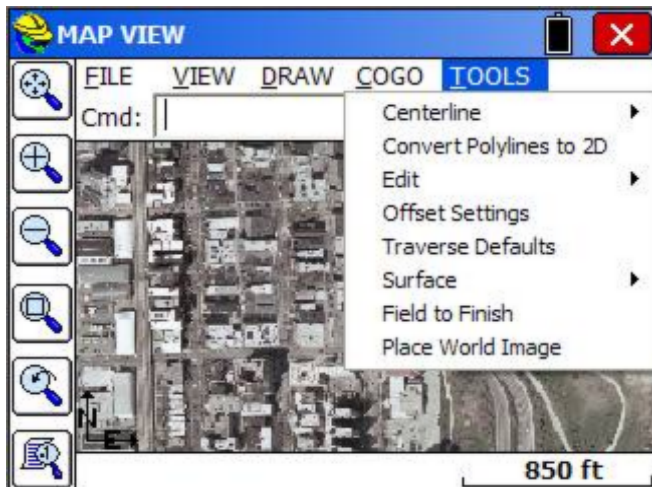 MAP VIEW
FILE VIEW DRAW COGO TOOLS
Cmd:
Centerline
Convert Polylines to 2D
Edit
Offset Settings
Traverse Defaults
Surface
Field to Finish
Place World Image
N
E
850 ft